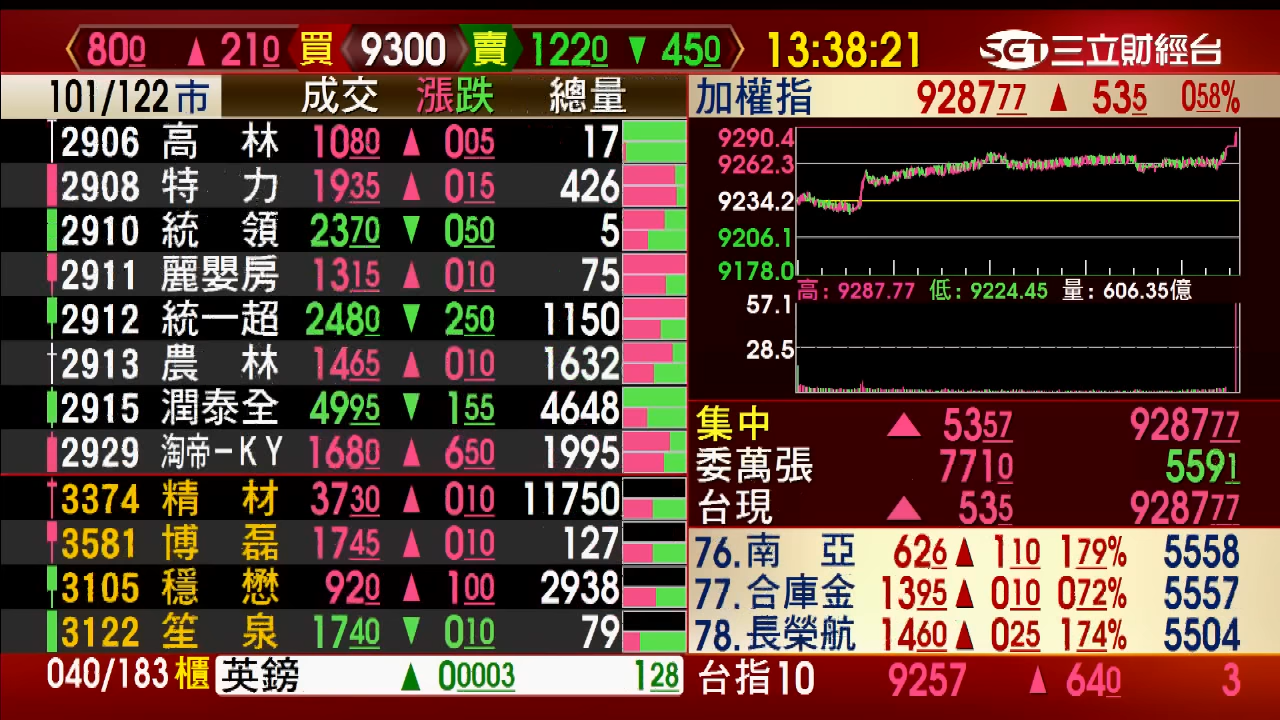 800 ▲ 210 買 9300 賣 1220 ▼ 450 13:38:21 SET三立財經台
101/122市 成交 漲跌 總量
2906 高林 1080 ▲ 005 17
2908 特力 1935 ▲ 015 426
2910 統領 2370 ▼ 050 5
2911 麗嬰房 1315 ▲ 010 75
2912 統一超 2480 ▼ 250 1150
2913 農林 1465 ▲ 010 1632
2915 潤泰全 4995 ▼ 155 4648
2929 淘帝-KY 1680 ▲ 650 1995
3374 精材 3730 ▲ 010 11750
3581 博磊 1745 ▲ 010 127
3105 穩懋 920 ▲ 100 2938
3122 笙泉 1740 ▼ 010 79
040/183櫃 英鎊 ▲ 00003 128
加權指 928777 ▲ 535 058%
9290.4
9262.3
9234.2
9206.1
9178.0
高: 9287.77 低: 9224.45 量: 606.35億
57.1
28.5
集中 ▲ 5357 928777
委萬張 7710 5591
台現 ▲ 535 928777
76.南亞 626 ▲ 110 179% 5558
77.合庫金 1395 ▲ 010 072% 5557
78.長榮航 1460 ▲ 025 174% 5504
台指10 9257 ▲ 640 3